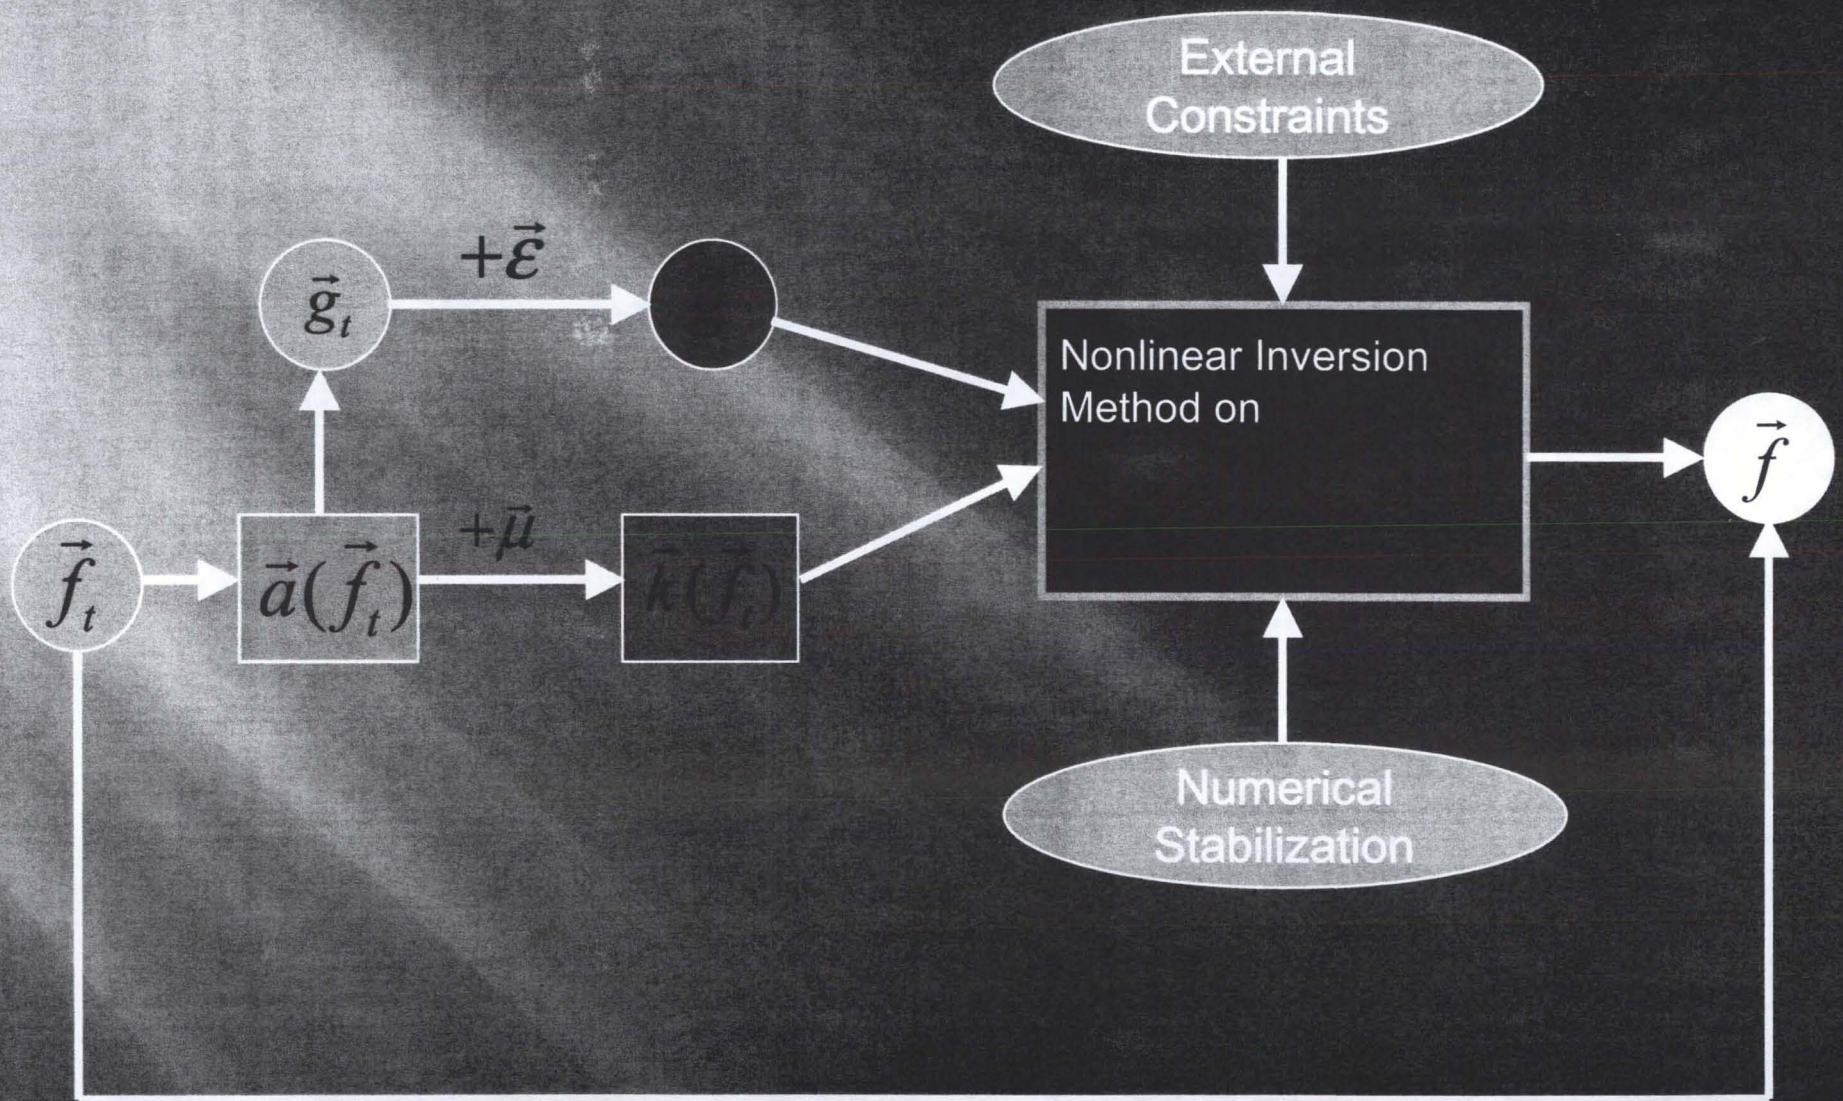 External
Constraints
+ε⃗
g⃗ₜ
Nonlinear Inversion
Method on
f⃗
+μ⃗
f⃗ₜ
a⃗(f⃗ₜ)
k⃗(f⃗ₜ)
Numerical
Stabilization